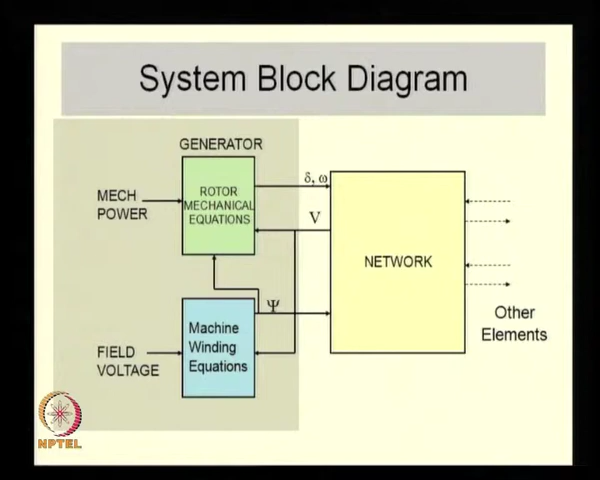 System Block Diagram
GENERATOR
MECH
POWER
ROTOR
MECHANICAL
EQUATIONS
δ, ω
V
NETWORK
Ψ
Machine
Winding
Equations
FIELD
VOLTAGE
Other
Elements
NPTEL